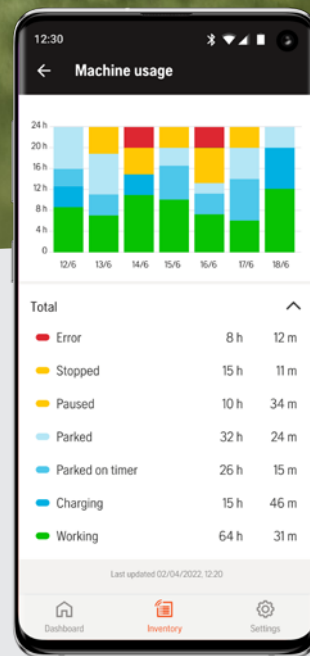 12:30
Machine usage
24 h
20 h
16 h
12 h
8 h
4 h
0
12/6 13/6 14/6 15/6 16/6 17/6 18/6
Total
Error 8 h 12 m
Stopped 15 h 11 m
Paused 10 h 34 m
Parked 32 h 24 m
Parked on timer 26 h 15 m
Charging 15 h 46 m
Working 64 h 31 m
Last updated 02/04/2022, 12:20
Dashboard Inventory Settings